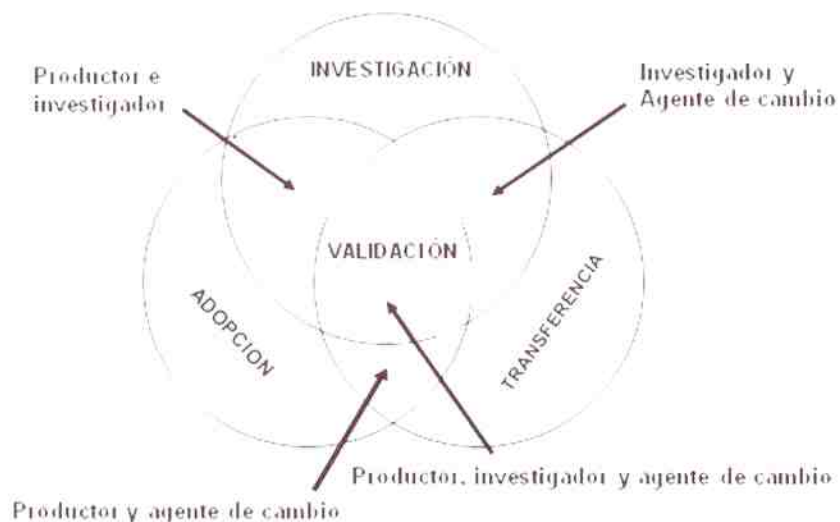 INVESTIGACIÓN
Productor e
investigador
Investigador y
Agente de cambio
VALIDACIÓN
ADOPCION
TRANSFERENCIA
Productor, investigador y agente de cambio
Productor y agente de cambio